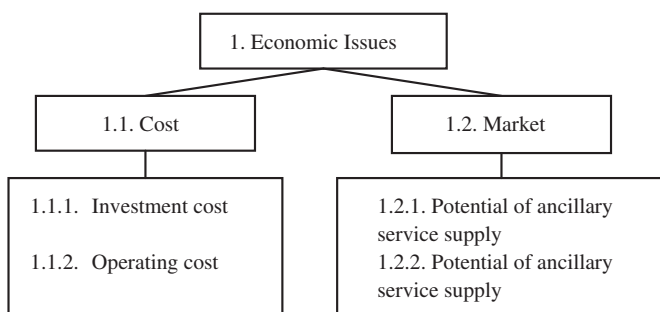 1. Economic Issues
1.1. Cost
1.2. Market
1.1.1. Investment cost
1.1.2. Operating cost
1.2.1. Potential of ancillary
service supply
1.2.2. Potential of ancillary
service supply